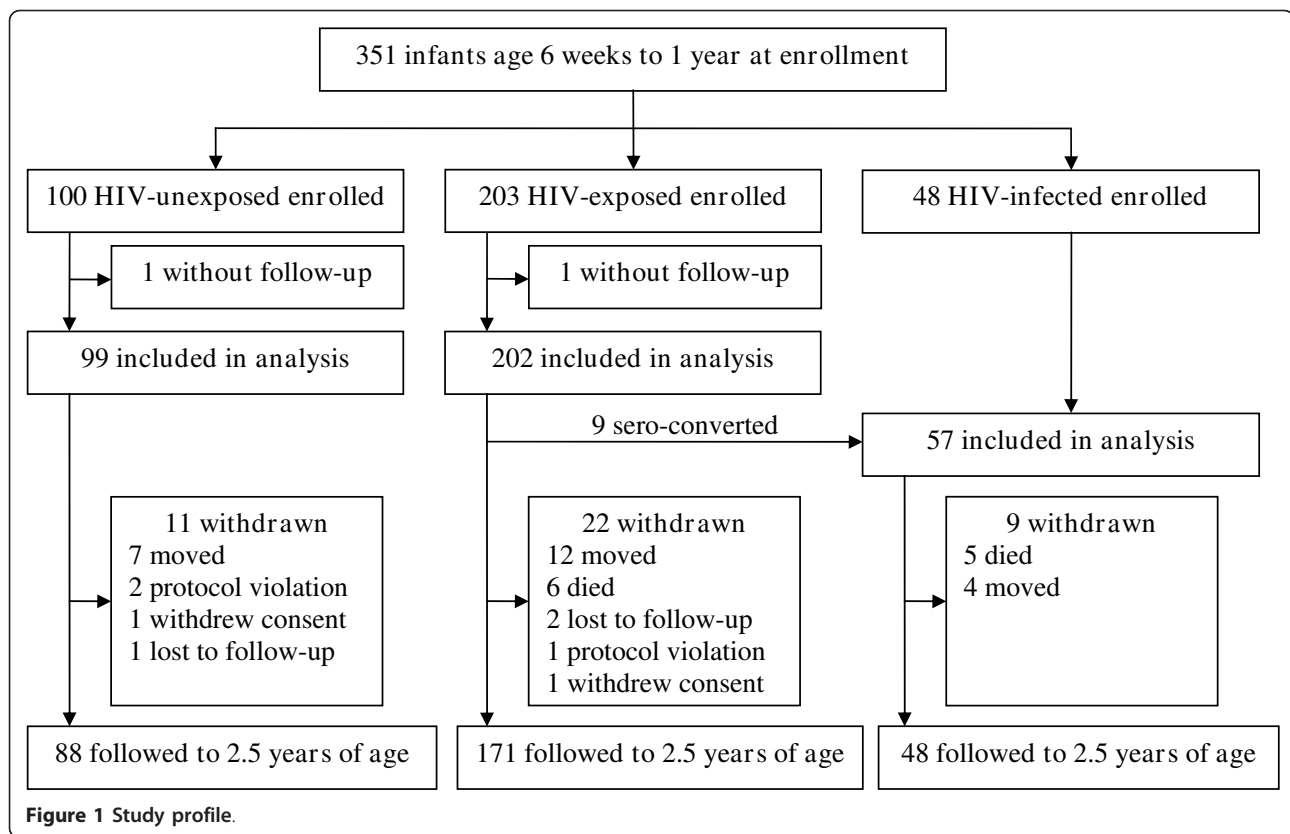 351 infants age 6 weeks to 1 year at enrollment
100 HIV-unexposed enrolled
203 HIV-exposed enrolled
48 HIV-infected enrolled
1 without follow-up
1 without follow-up
99 included in analysis
202 included in analysis
9 sero-converted
57 included in analysis
11 withdrawn
7 moved
2 protocol violation
1 withdrew consent
1 lost to follow-up
22 withdrawn
12 moved
6 died
2 lost to follow-up
1 protocol violation
1 withdrew consent
9 withdrawn
5 died
4 moved
88 followed to 2.5 years of age
171 followed to 2.5 years of age
48 followed to 2.5 years of age
Figure 1 Study profile.